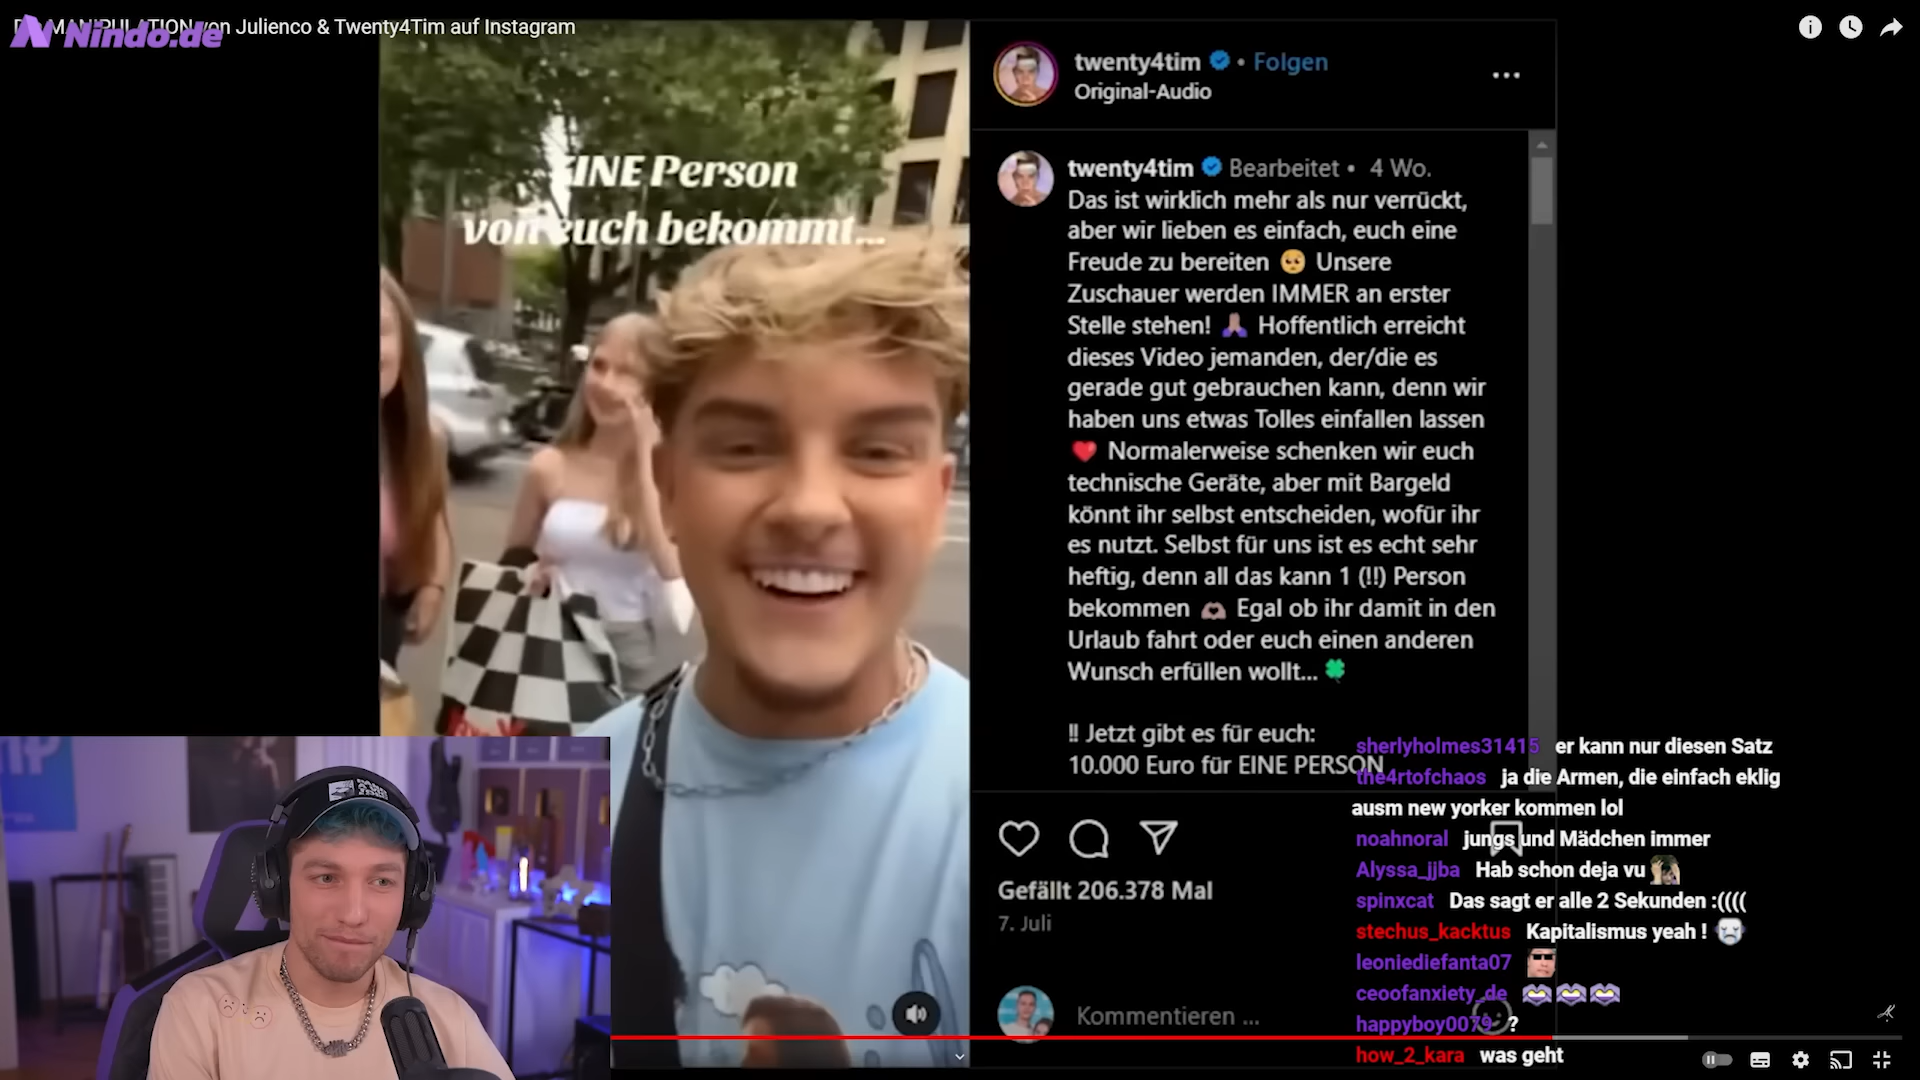 Die MANIPULATION von Julienco & Twenty4Tim auf Instagram
Nindo.de
EINE Person
von euch bekommt...
twenty4tim • Folgen
Original-Audio
twenty4tim Bearbeitet • 4 Wo.
Das ist wirklich mehr als nur verrückt,
aber wir lieben es einfach, euch eine
Freude zu bereiten 🥺 Unsere
Zuschauer werden IMMER an erster
Stelle stehen! 🙏🏼 Hoffentlich erreicht
dieses Video jemanden, der/die es
gerade gut gebrauchen kann, denn wir
haben uns etwas Tolles einfallen lassen
❤️ Normalerweise schenken wir euch
technische Geräte, aber mit Bargeld
könnt ihr selbst entscheiden, wofür ihr
es nutzt. Selbst für uns ist es echt sehr
heftig, denn all das kann 1 (!!) Person
bekommen 🫶🏼 Egal ob ihr damit in den
Urlaub fahrt oder euch einen anderen
Wunsch erfüllen wollt... 🍀
‼️ Jetzt gibt es für euch:
10.000 Euro für EINE PERSON
Gefällt 206.378 Mal
7. Juli
Kommentieren ...
sherlyholmes31415 er kann nur diesen Satz
the4rtofchaos ja die Armen, die einfach eklig
ausm new yorker kommen lol
noahnoral jungs und Mädchen immer
Alyssa_jjba Hab schon deja vu
spinxcat Das sagt er alle 2 Sekunden :((((
stechus_kacktus Kapitalismus yeah !
leoniediefanta07
ceoofanxiety_de
happyboy0079 ?
how_2_kara was geht